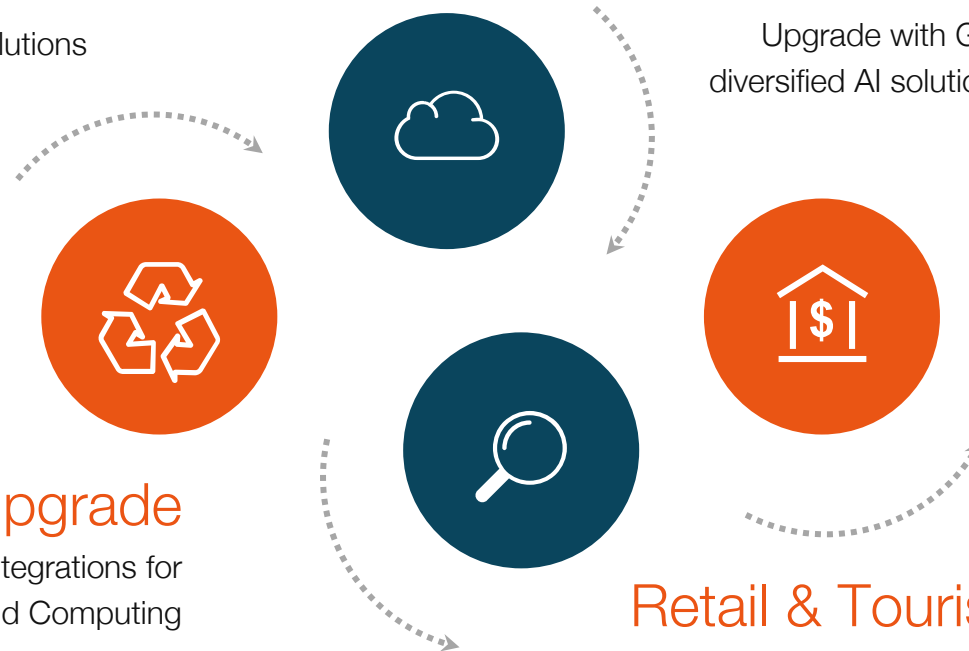 lutions
Upgrade with G
diversified AI solutio
$
pgrade
tegrations for
d Computing
Retail & Touris